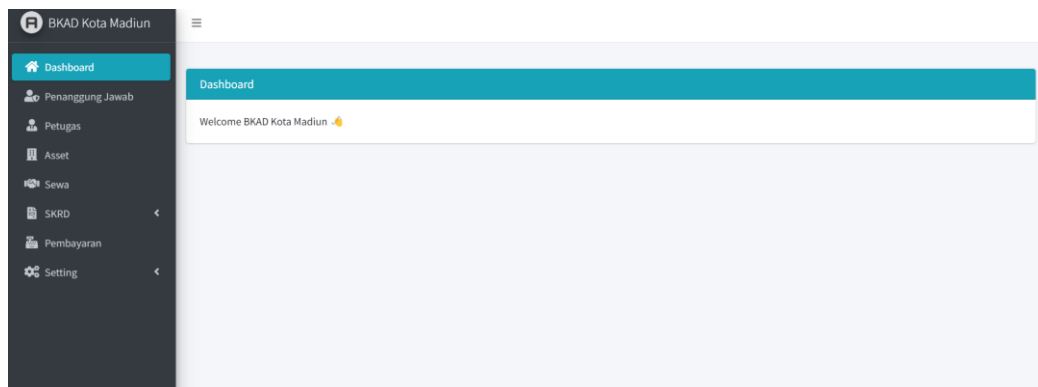 BKAD Kota Madiun
Dashboard
Penanggung Jawab
Petugas
Asset
Sewa
SKRD
Pembayaran
Setting
Dashboard
Welcome BKAD Kota Madiun 👋